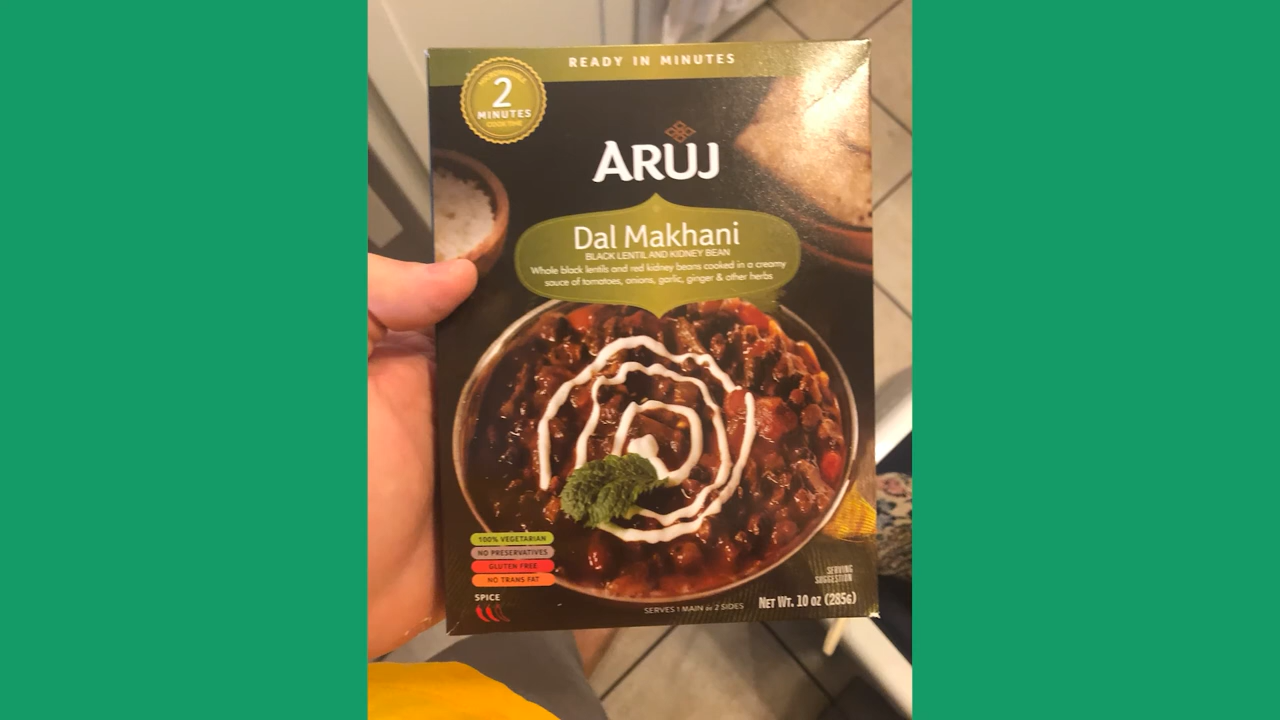 READY IN MINUTES
2
MINUTES
COOK TIME
ARUJ
Dal Makhani
BLACK LENTIL AND KIDNEY BEAN
Whole black lentils and red kidney beans cooked in a creamy
sauce of tomatoes, onions, garlic, ginger & other herbs
100% VEGETARIAN
NO PRESERVATIVES
GLUTEN FREE
NO TRANS FAT
SPICE
SERVING
SUGGESTION
SERVES 1 MAIN or 2 SIDES
NET WT. 10 OZ (285G)